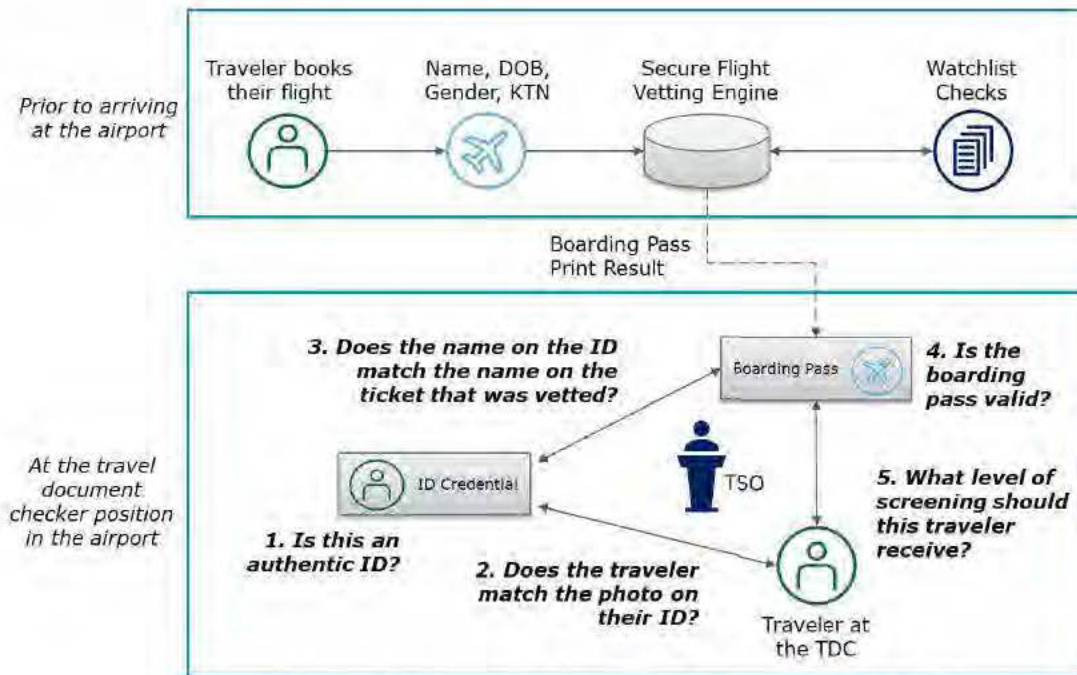 Prior to arriving
at the airport
Traveler books
their flight
Name, DOB,
Gender, KTN
Secure Flight
Vetting Engine
Watchlist
Checks
Boarding Pass
Print Result
At the travel
document
checker position
in the airport
3. Does the name on the ID
match the name on the
ticket that was vetted?
Boarding Pass
4. Is the
boarding
pass valid?
ID Credential
TSO
1. Is this an
authentic ID?
2. Does the traveler
match the photo on
their ID?
5. What level of
screening should
this traveler
receive?
Traveler at
the TDC